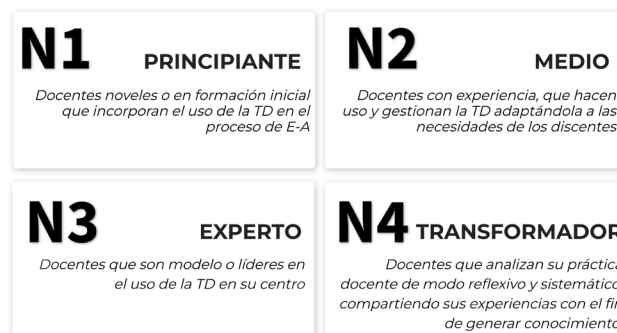 N1 PRINCIPIANTE
Docentes noveles o en formación inicial
que incorporan el uso de la TD en el
proceso de E-A
N2 MEDIO
Docentes con experiencia, que hacen
uso y gestionan la TD adaptándola a las
necesidades de los discentes
N3 EXPERTO
Docentes que son modelo o líderes en
el uso de la TD en su centro
N4 TRANSFORMADOR
Docentes que analizan su práctica
docente de modo reflexivo y sistemático
compartiendo sus experiencias con el fin
de generar conocimiento